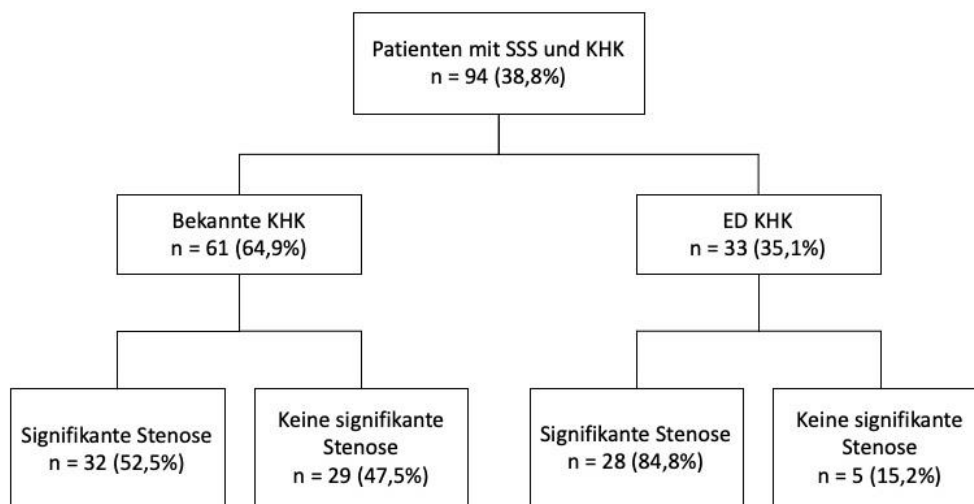 Patienten mit SSS und KHK
n = 94 (38,8%)
Bekannte KHK
n = 61 (64,9%)
ED KHK
n = 33 (35,1%)
Signifikante Stenose
n = 32 (52,5%)
Keine signifikante
Stenose
n = 29 (47,5%)
Signifikante Stenose
n = 28 (84,8%)
Keine signifikante
Stenose
n = 5 (15,2%)